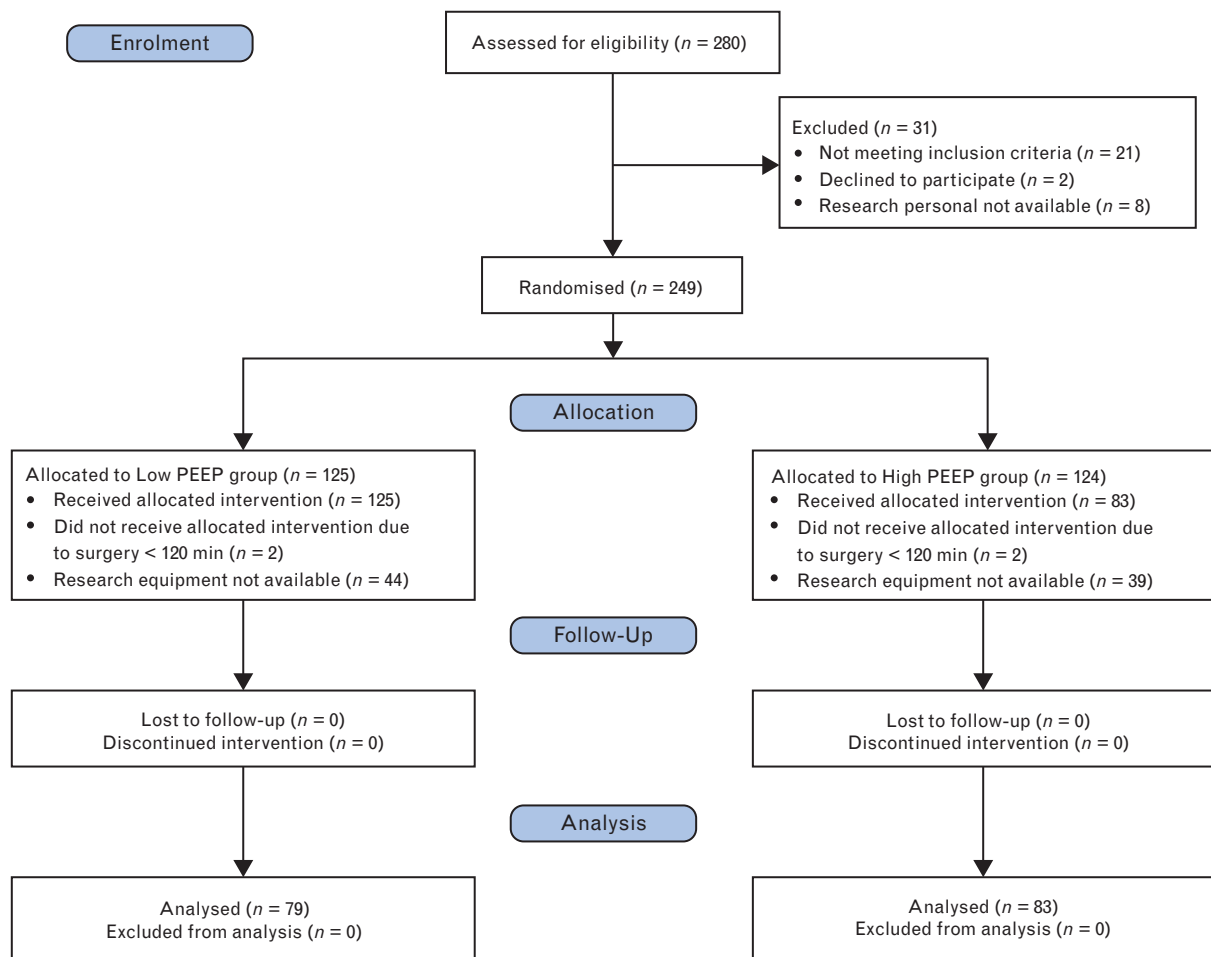 Enrolment
Assessed for eligibility (n = 280)
Excluded (n = 31)
• Not meeting inclusion criteria (n = 21)
• Declined to participate (n = 2)
• Research personal not available (n = 8)
Randomised (n = 249)
Allocation
Allocated to Low PEEP group (n = 125)
• Received allocated intervention (n = 125)
• Did not receive allocated intervention due
to surgery < 120 min (n = 2)
• Research equipment not available (n = 44)
Allocated to High PEEP group (n = 124)
• Received allocated intervention (n = 83)
• Did not receive allocated intervention due
to surgery < 120 min (n = 2)
• Research equipment not available (n = 39)
Follow-Up
Lost to follow-up (n = 0)
Discontinued intervention (n = 0)
Lost to follow-up (n = 0)
Discontinued intervention (n = 0)
Analysis
Analysed (n = 79)
Excluded from analysis (n = 0)
Analysed (n = 83)
Excluded from analysis (n = 0)